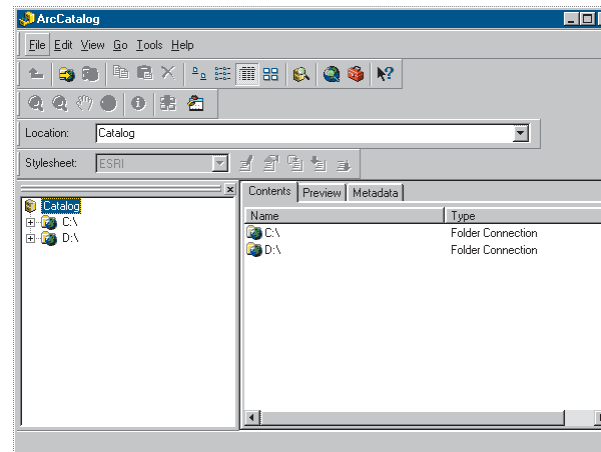 ArcCatalog
File Edit View Go Tools Help
Location: Catalog
Stylesheet: ESRI
Catalog
C:\
D:\
Contents Preview Metadata
Name Type
C:\ Folder Connection
D:\ Folder Connection